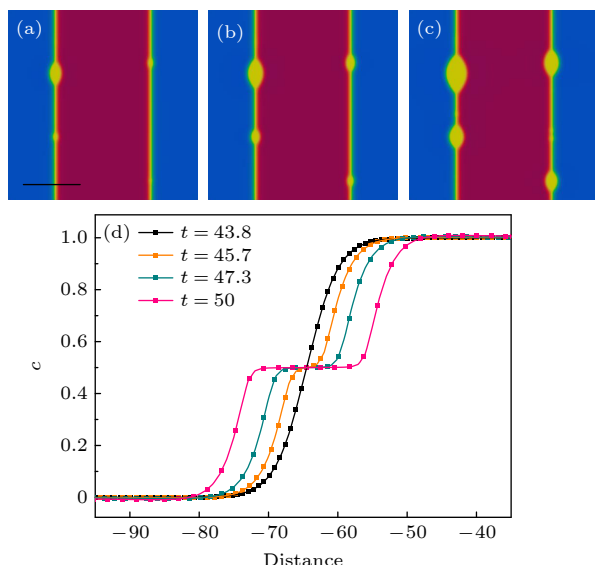 (a) (b) (c)
(d)
t = 43.8
t = 45.7
t = 47.3
t = 50
1.0
0.8
0.6
0.4
0.2
0
c
−90 −80 −70 −60 −50 −40
Distance